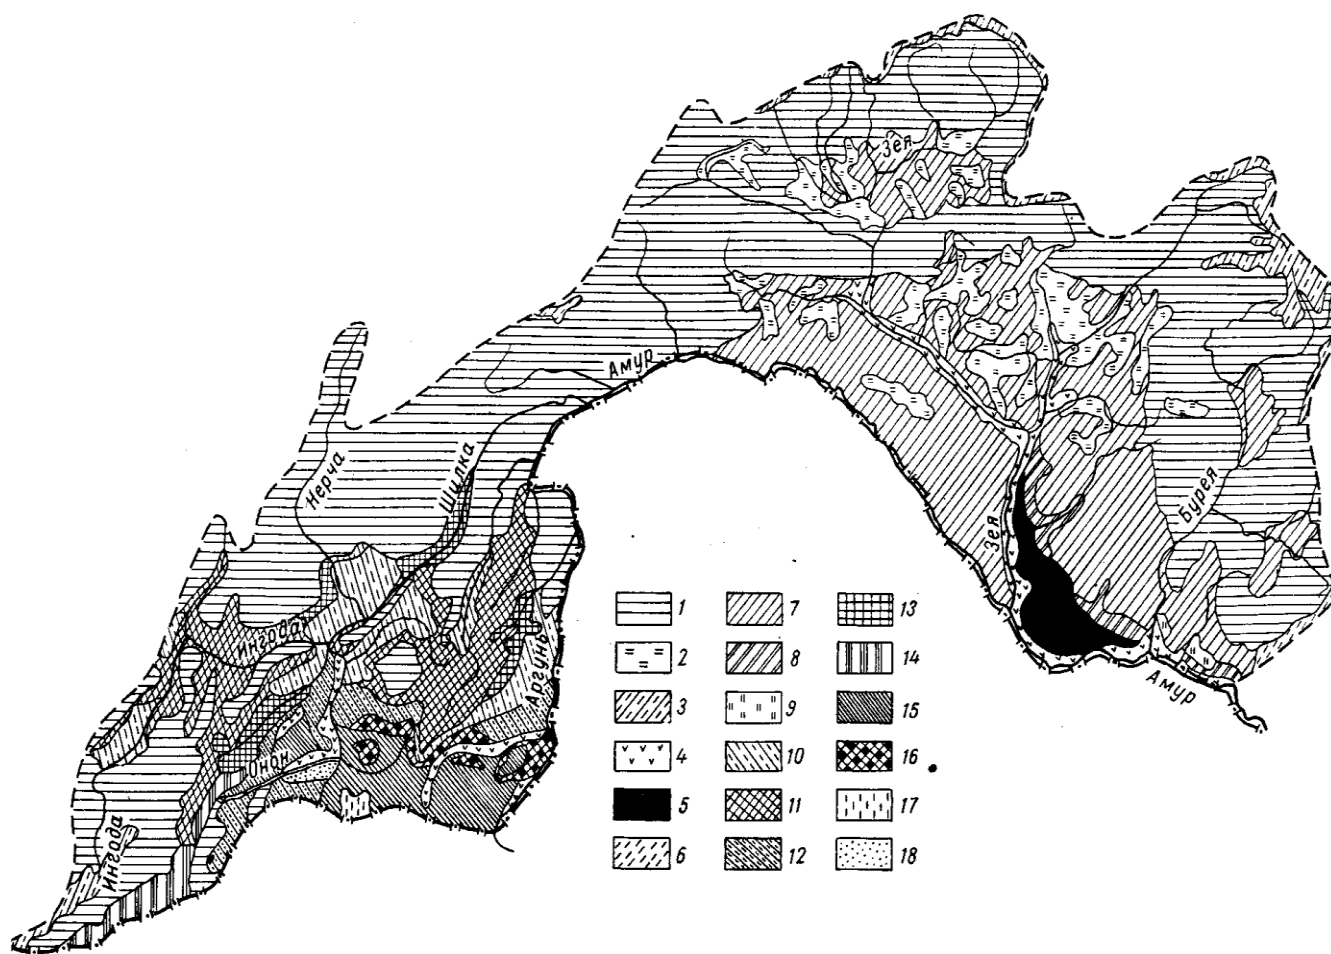 Зея
Амур
Нерча
Шилка
Зея
Бурея
Ингода
Аргунь
Амур
Онон
Ингода
1 7 13
2 8 14
3 9 15
4 10 16
5 11 17
6 12 18